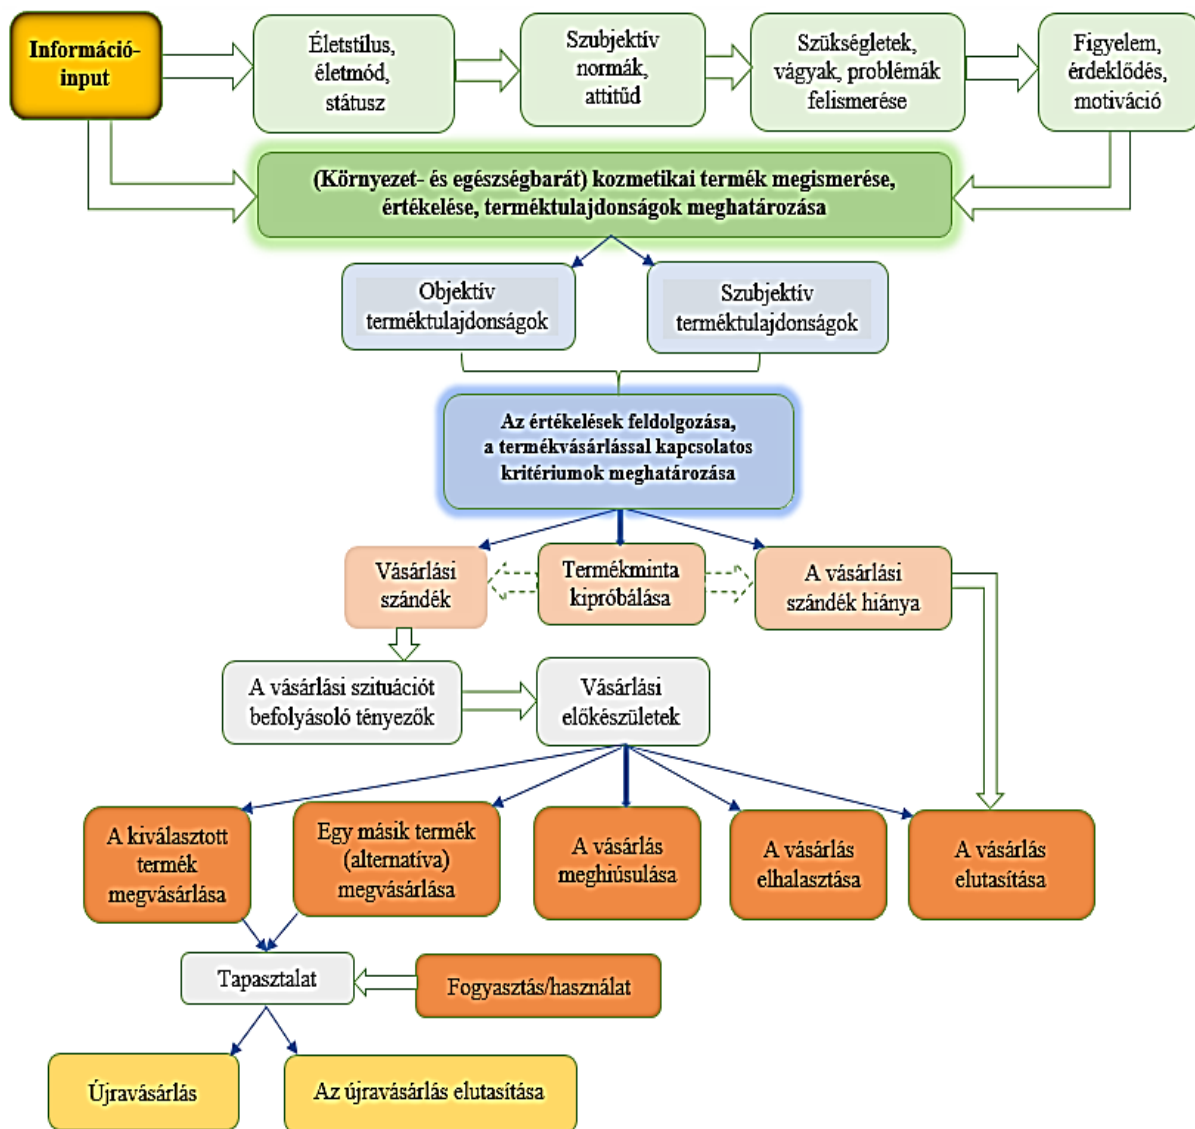 Információ-
input
Életstílus,
életmód,
státusz
Szubjektív
normák,
attitűd
Szükségletek,
vágyak, problémák
felismerése
Figyelem,
érdeklődés,
motiváció
(Környezet- és egészségbarát) kozmetikai termék megismerése,
értékelése, terméktulajdonságok meghatározása
Objektív
terméktulajdonságok
Szubjektív
terméktulajdonságok
Az értékelések feldolgozása,
a termékvásárlással kapcsolatos
kritériumok meghatározása
Vásárlási
szándék
Termékminta
kipróbálása
A vásárlási
szándék hiánya
A vásárlási szituációt
befolyásoló tényezők
Vásárlási
előkészületek
A kiválasztott
termék
megvásárlása
Egy másik termék
(alternatíva)
megvásárlása
A vásárlás
meghiúsulása
A vásárlás
elhalasztása
A vásárlás
elutasítása
Tapasztalat
Fogyasztás/használat
Újravásárlás
Az újravásárlás elutasítása